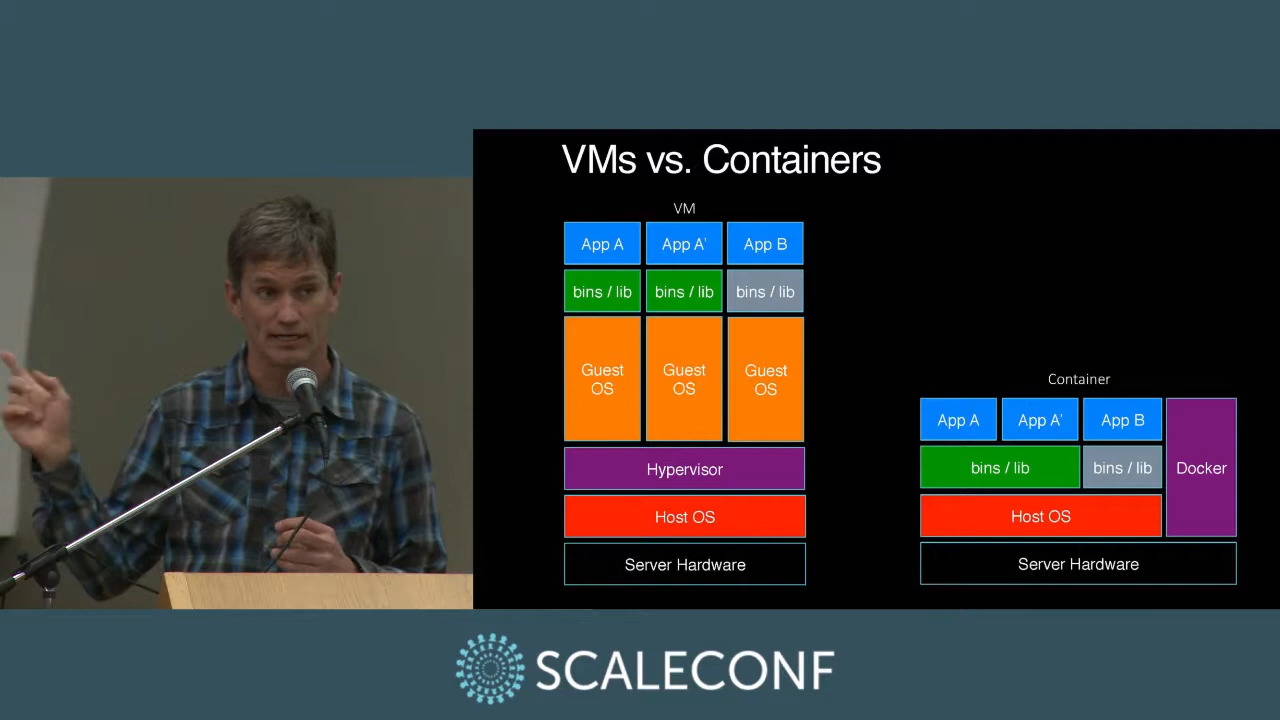 VMs vs. Containers
VM
App A
App A'
App B
bins / lib
bins / lib
bins / lib
Guest
OS
Guest
OS
Guest
OS
Hypervisor
Host OS
Server Hardware
Container
App A
App A'
App B
Docker
bins / lib
bins / lib
Host OS
Server Hardware
SCALECONF